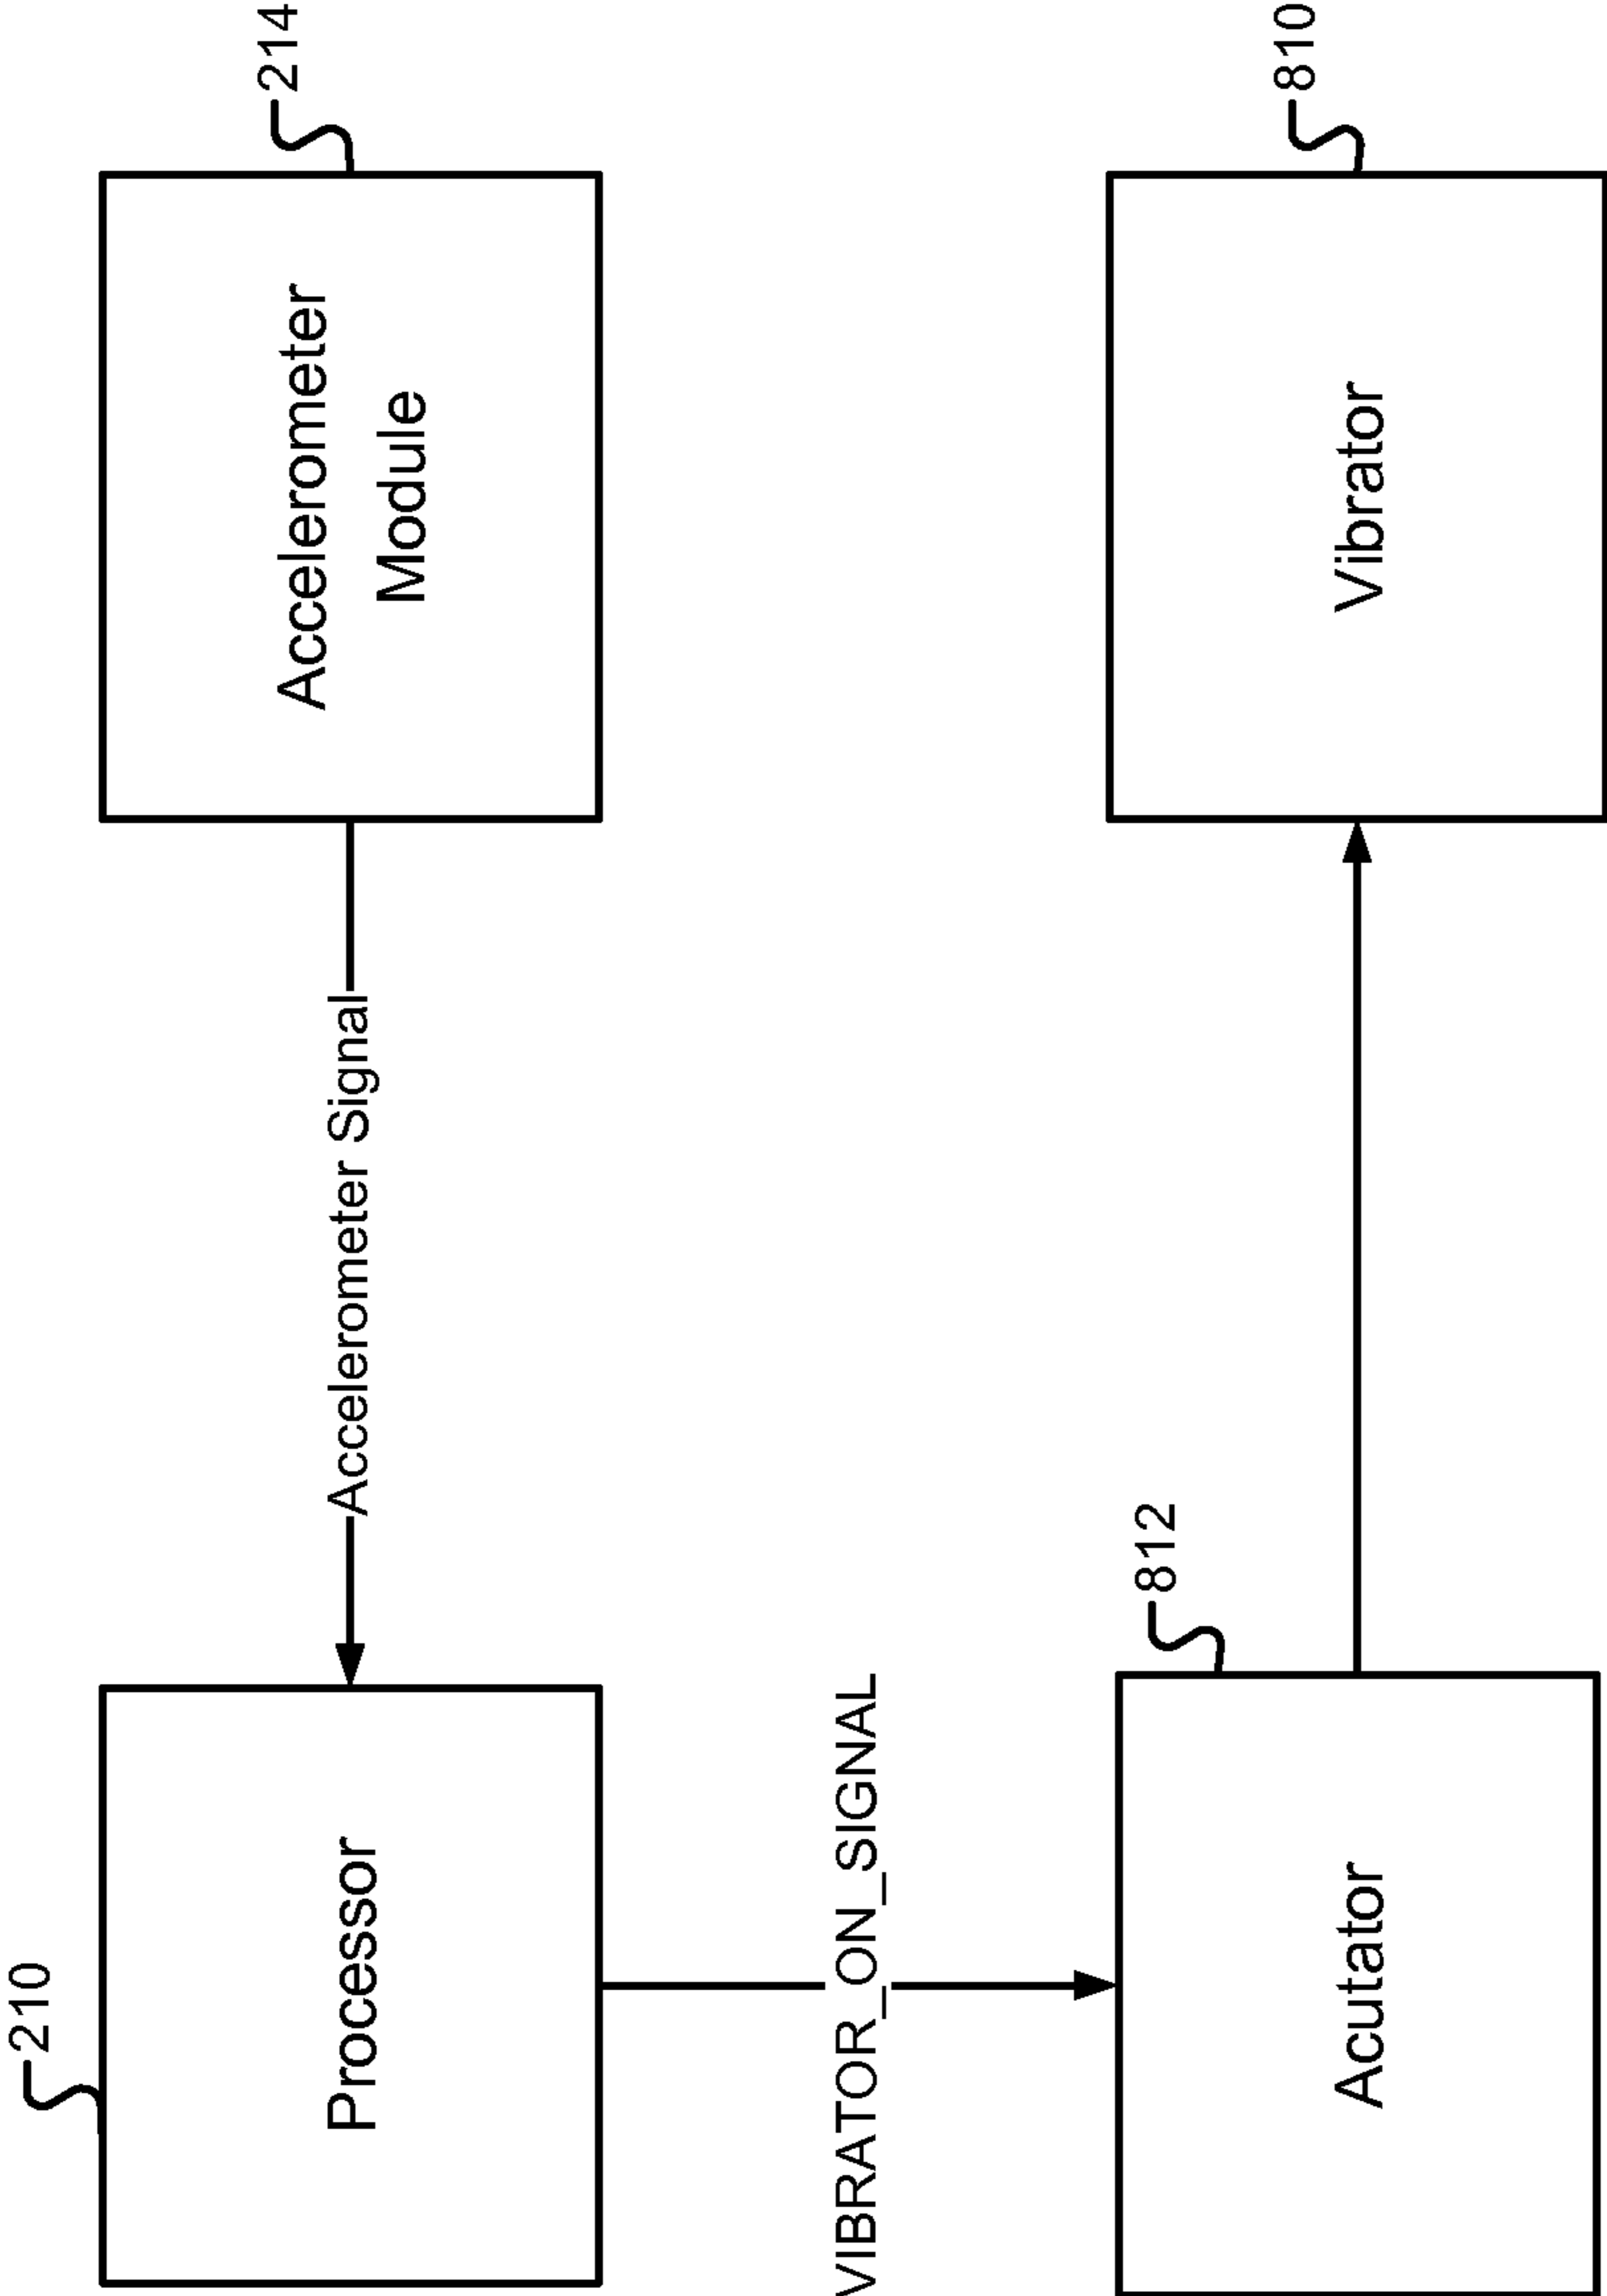 210
Processor
Accelerometer Signal
Accelerometer
Module
214
VIBRATOR_ON_SIGNAL
Acutator
812
Vibrator
810